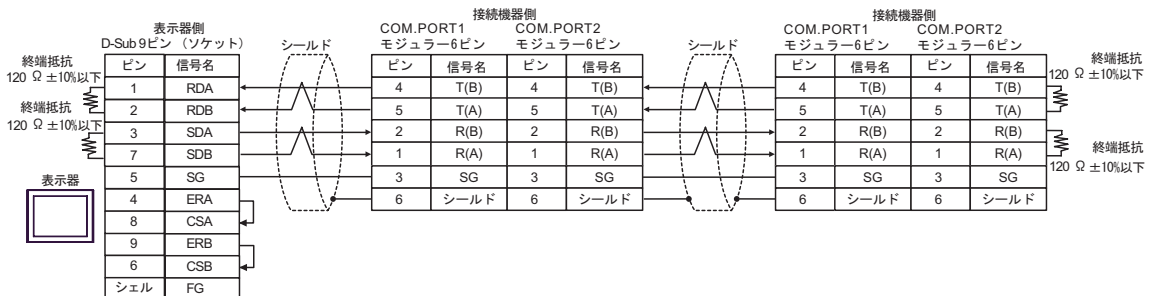 表示器側
D-Sub 9ピン （ソケット）
ピン 信号名
1 RDA
2 RDB
3 SDA
7 SDB
5 SG
4 ERA
8 CSA
9 ERB
6 CSB
シェル FG
終端抵抗
120 Ω ±10%以下
終端抵抗
120 Ω ±10%以下
表示器
シールド
接続機器側
COM.PORT1 COM.PORT2
モジュラー6ピン モジュラー6ピン
ピン 信号名 ピン 信号名
4 T(B) 4 T(B)
5 T(A) 5 T(A)
2 R(B) 2 R(B)
1 R(A) 1 R(A)
3 SG 3 SG
6 シールド 6 シールド
シールド
接続機器側
COM.PORT1 COM.PORT2
モジュラー6ピン モジュラー6ピン
ピン 信号名 ピン 信号名
4 T(B) 4 T(B)
5 T(A) 5 T(A)
2 R(B) 2 R(B)
1 R(A) 1 R(A)
3 SG 3 SG
6 シールド 6 シールド
終端抵抗
120 Ω ±10%以下
終端抵抗
120 Ω ±10%以下